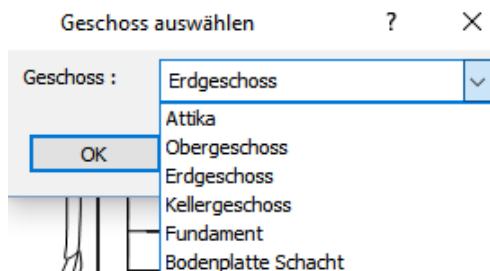 Geschoss auswählen ?
Geschoss : Erdgeschoss
Attika
OK Obergeschoss
Erdgeschoss
Kellergeschoss
Fundament
Bodenplatte Schacht